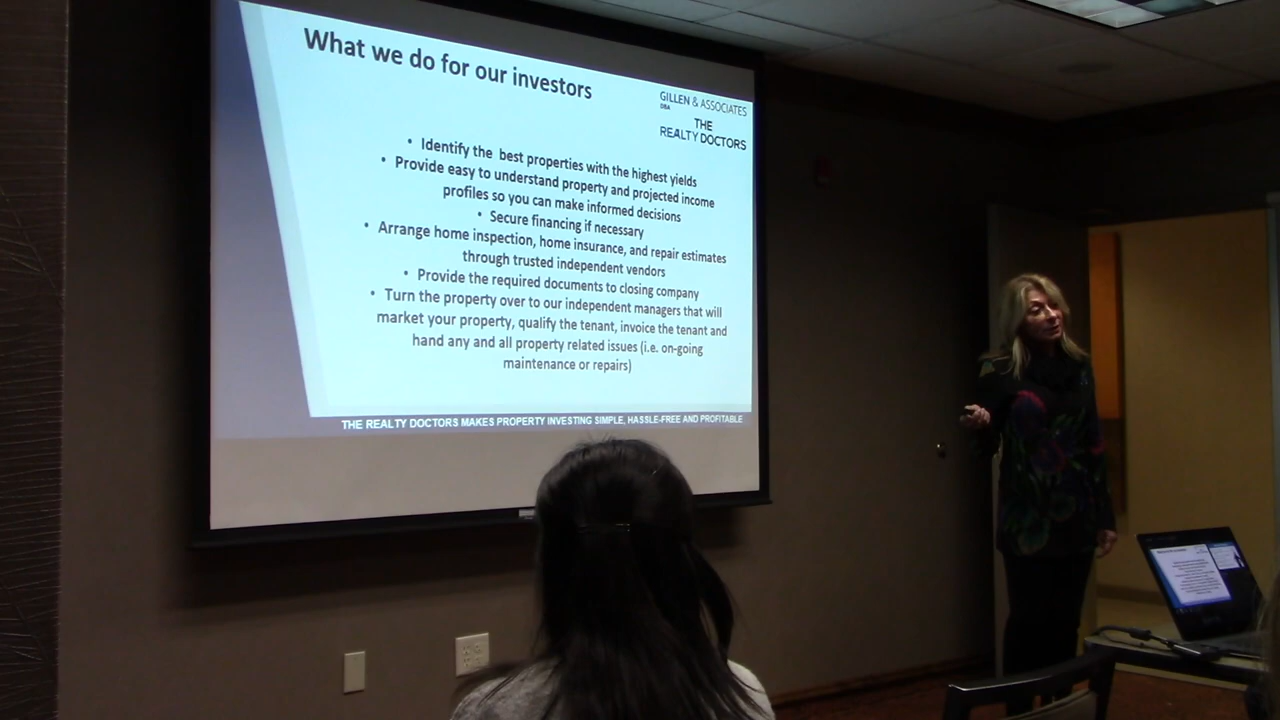 What we do for our investors
GILLEN & ASSOCIATES
DBA
THE
REALTY DOCTORS
• Identify the best properties with the highest yields
• Provide easy to understand property and projected income
profiles so you can make informed decisions
• Secure financing if necessary
• Arrange home inspection, home insurance, and repair estimates
through trusted independent vendors
• Provide the required documents to closing company
• Turn the property over to our independent managers that will
market your property, qualify the tenant, invoice the tenant and
hand any and all property related issues (i.e. on-going
maintenance or repairs)
THE REALTY DOCTORS MAKES PROPERTY INVESTING SIMPLE, HASSLE-FREE AND PROFITABLE